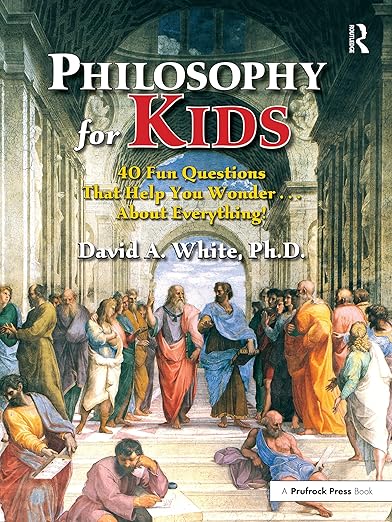 ROUTLEDGE
PHILOSOPHY
for KIDS
40 Fun Questions
That Help You Wonder . . .
About Everything!
David A. White, Ph.D.
A Prufrock Press Book